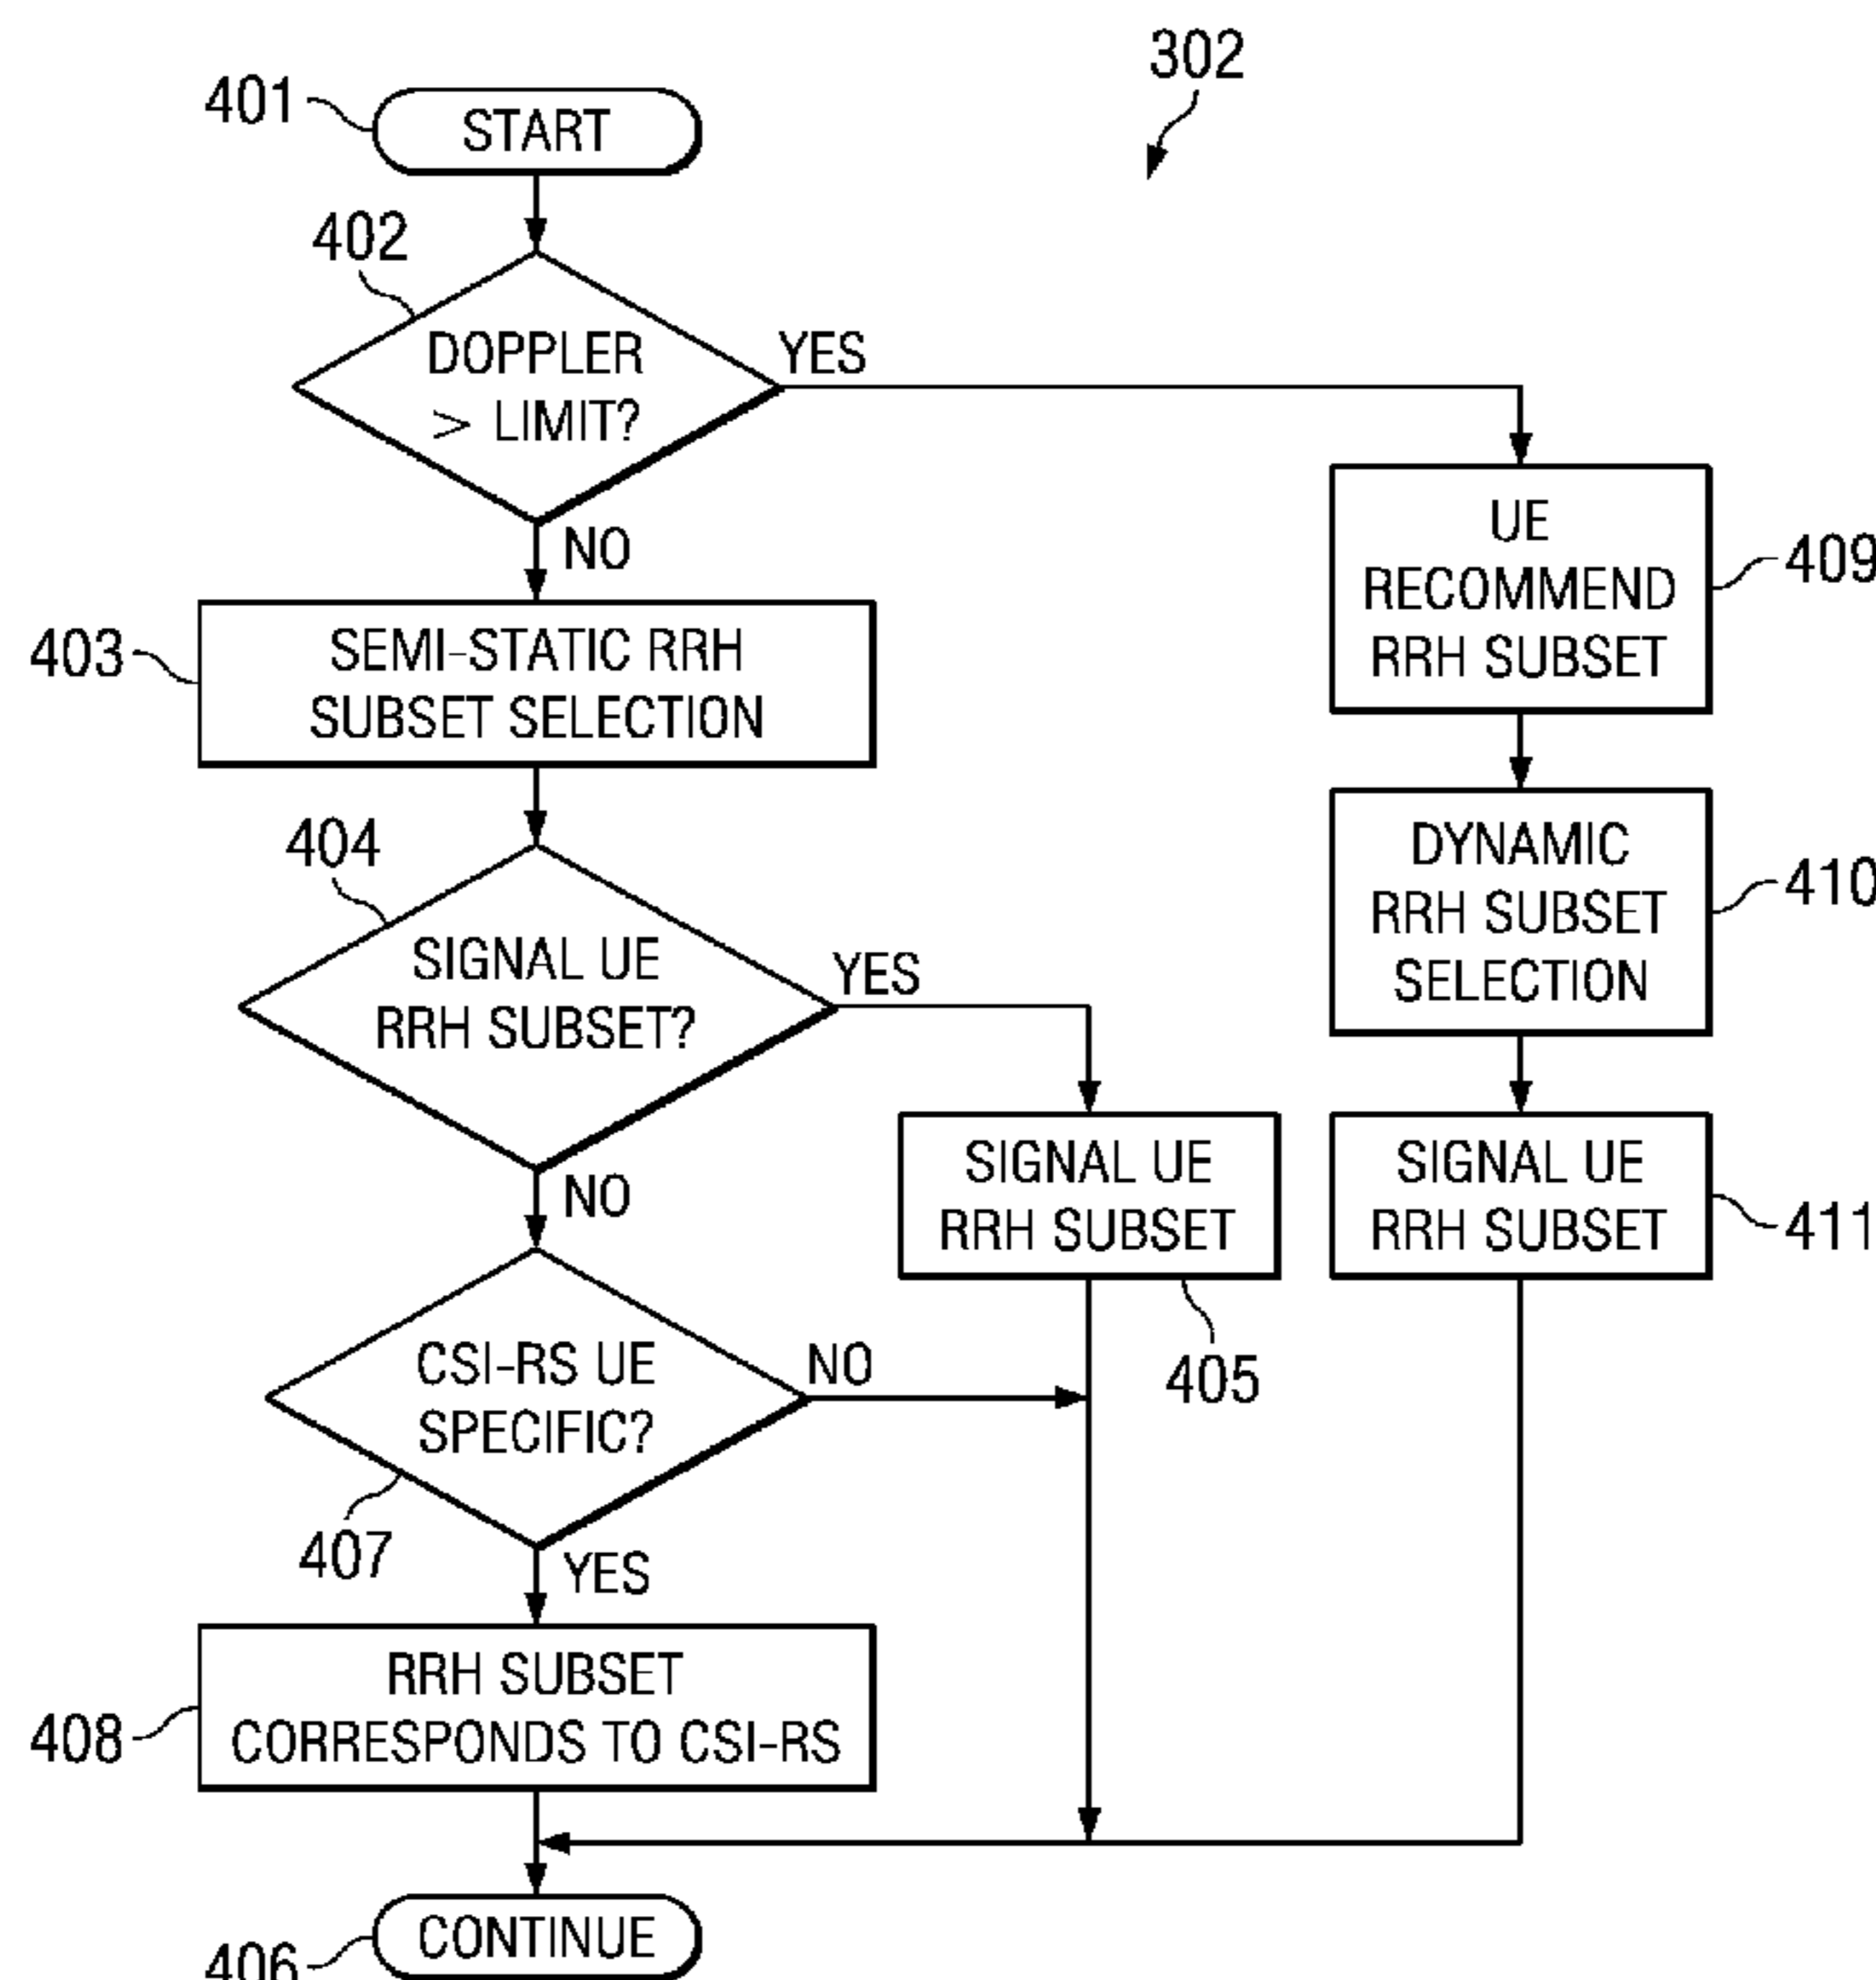 302
401
START
402
DOPPLER
> LIMIT?
YES
NO
UE
RECOMMEND
RRH SUBSET
409
403
SEMI-STATIC RRH
SUBSET SELECTION
404
SIGNAL UE
RRH SUBSET?
YES
NO
DYNAMIC
RRH SUBSET
SELECTION
410
SIGNAL UE
RRH SUBSET
405
SIGNAL UE
RRH SUBSET
411
CSI-RS UE
SPECIFIC?
NO
407
YES
408
RRH SUBSET
CORRESPONDS TO CSI-RS
406
CONTINUE